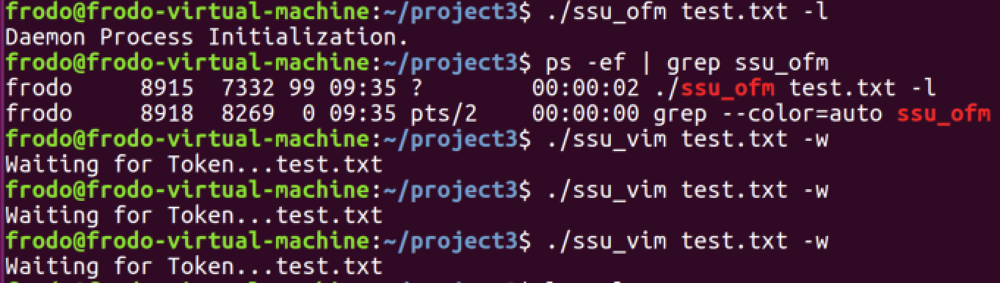 frodo@frodo-virtual-machine:~/project3$ ./ssu_ofm test.txt -l
Daemon Process Initialization.
frodo@frodo-virtual-machine:~/project3$ ps -ef | grep ssu_ofm
frodo     8915  7332 99 09:35 ?        00:00:02 ./ssu_ofm test.txt -l
frodo     8918  8269  0 09:35 pts/2    00:00:00 grep --color=auto ssu_ofm
frodo@frodo-virtual-machine:~/project3$ ./ssu_vim test.txt -w
Waiting for Token...test.txt
frodo@frodo-virtual-machine:~/project3$ ./ssu_vim test.txt -w
Waiting for Token...test.txt
frodo@frodo-virtual-machine:~/project3$ ./ssu_vim test.txt -w
Waiting for Token...test.txt